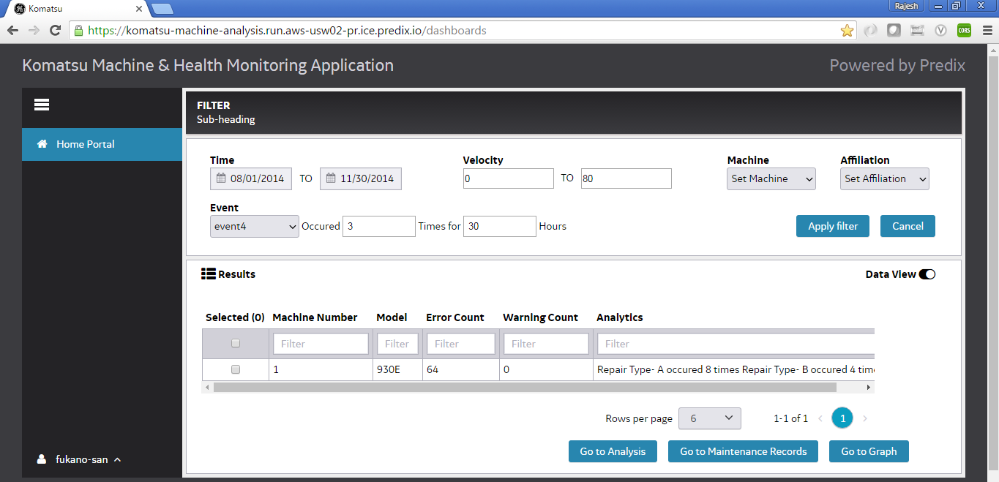 Komatsu
Rajesh
https://komatsu-machine-analysis.run.aws-usw02-pr.ice.predix.io/dashboards
CORS
Komatsu Machine & Health Monitoring Application
Powered by Predix
FILTER
Sub-heading
Home Portal
Time
Velocity
Machine
Affiliation
08/01/2014 TO 11/30/2014
0 TO 80
Set Machine
Set Affiliation
Event
event4 Occured 3 Times for 30 Hours
Apply filter
Cancel
Results
Data View
Selected (0) Machine Number Model Error Count Warning Count Analytics
Filter Filter Filter Filter Filter
1 930E 64 0 Repair Type- A occured 8 times Repair Type- B occured 4 tim
Rows per page 6 1-1 of 1 1
Go to Analysis
Go to Maintenance Records
Go to Graph
fukano-san